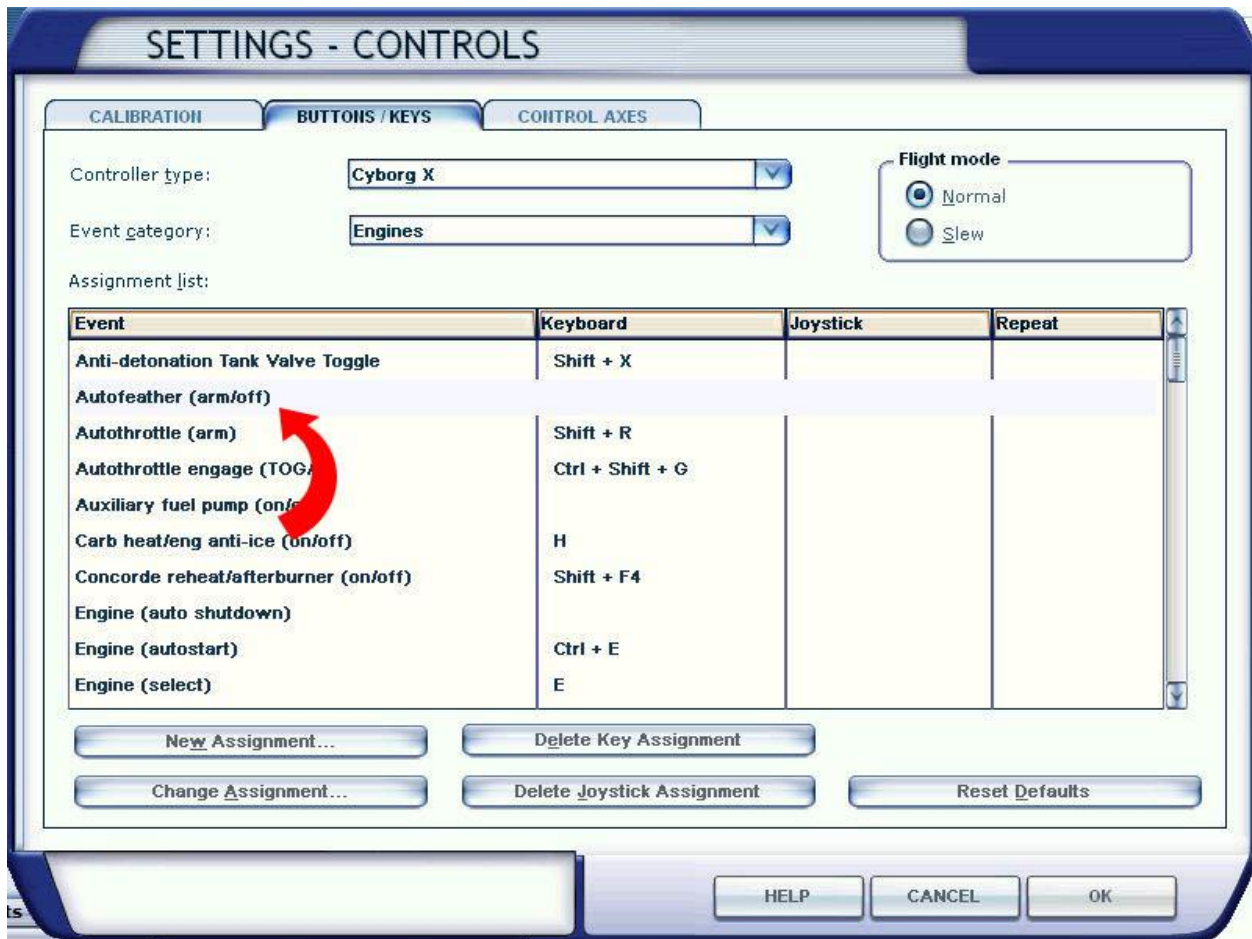 SETTINGS - CONTROLS
CALIBRATION BUTTONS / KEYS CONTROL AXES
Controller type: Cyborg X
Flight mode
Normal
Event category: Engines
Slew
Assignment list:
Event Keyboard Joystick Repeat
Anti-detonation Tank Valve Toggle Shift + X
Autofeather (arm/off)
Autothrottle (arm) Shift + R
Autothrottle engage Ctrl + Shift + G
Auxiliary fuel pump
Carb heat/eng anti-ice (on/off) H
Concorde reheat/afterburner (on/off) Shift + F4
Engine (auto shutdown)
Engine (autostart) Ctrl + E
Engine (select) E
New Assignment... Delete Key Assignment
Change Assignment... Delete Joystick Assignment Reset Defaults
HELP CANCEL OK
ts